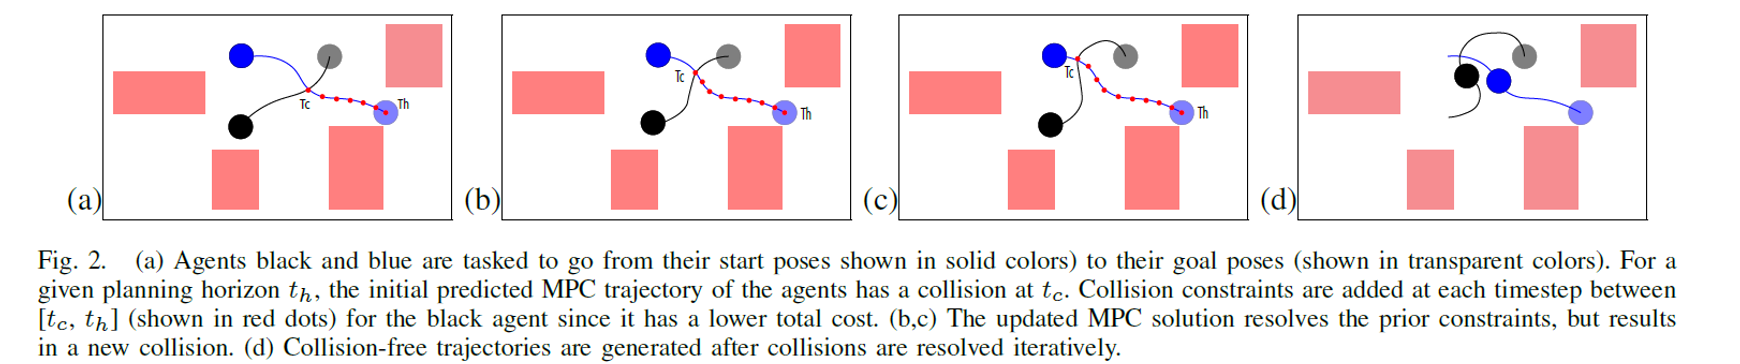 Tc
Th
(a)
Tc
Th
(b)
Tc
Th
(c)
(d)
Fig. 2. (a) Agents black and blue are tasked to go from their start poses shown in solid colors) to their goal poses (shown in transparent colors). For a
given planning horizon t_h, the initial predicted MPC trajectory of the agents has a collision at t_c. Collision constraints are added at each timestep between
[t_c, t_h] (shown in red dots) for the black agent since it has a lower total cost. (b,c) The updated MPC solution resolves the prior constraints, but results
in a new collision. (d) Collision-free trajectories are generated after collisions are resolved iteratively.